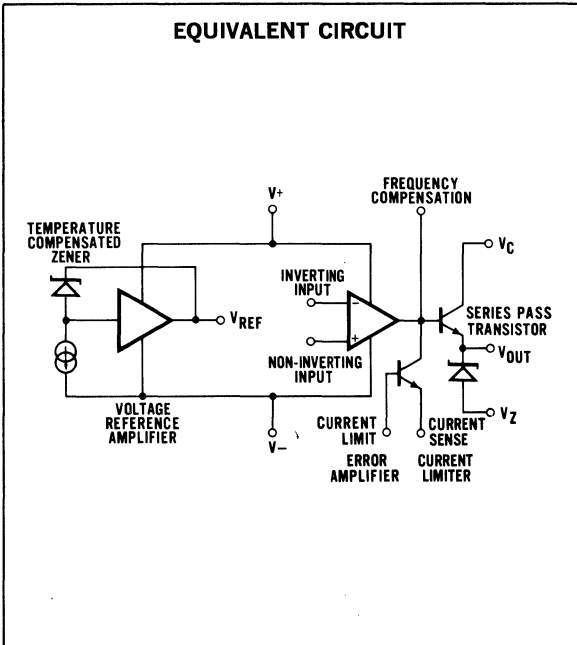 EQUIVALENT CIRCUIT
FREQUENCY
COMPENSATION
V+
TEMPERATURE
COMPENSATED
ZENER
VC
INVERTING
INPUT
−
SERIES PASS
TRANSISTOR
VREF
+
NON-INVERTING
INPUT
VOUT
VOLTAGE
REFERENCE
AMPLIFIER
V−
CURRENT
LIMIT
CURRENT
SENSE
VZ
ERROR
AMPLIFIER
CURRENT
LIMITER